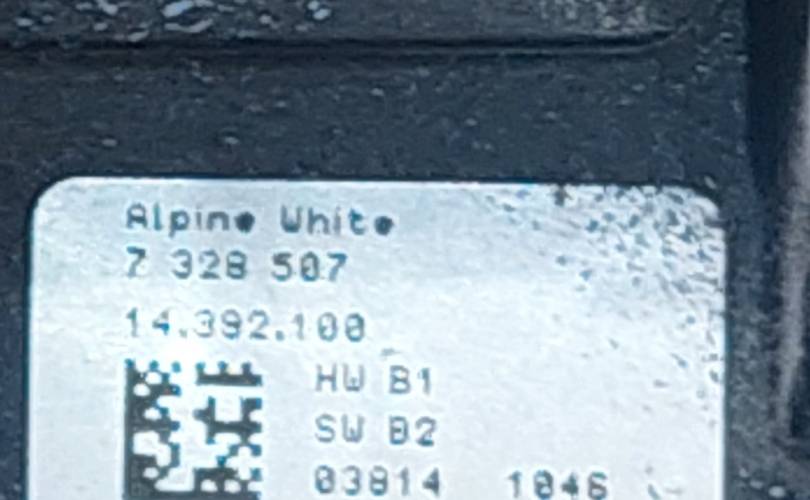 Alpine White
7 328 507
14.392.100
HW B1
SW B2
03814 1046